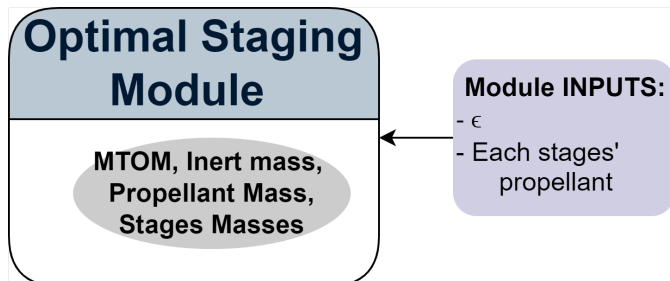 Optimal Staging
Module
MTOM, Inert mass,
Propellant Mass,
Stages Masses
Module INPUTS:
- ϵ
- Each stages'
propellant